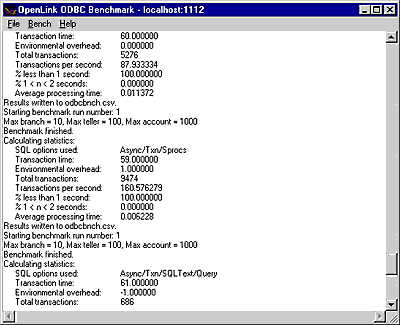 OpenLink ODBC Benchmark - localhost:1112
File Bench Help
Transaction time: 60.000000
Environmental overhead: 0.000000
Total transactions: 5276
Transactions per second: 87.933334
% less than 1 second: 100.000000
% 1 < n < 2 seconds: 0.000000
Average processing time: 0.011372
Results written to odbcbnch.csv.
Starting benchmark run number: 1
Max branch = 10, Max teller = 100, Max account = 1000
Benchmark finished.
Calculating statistics:
SQL options used: Async/Txn/Sprocs
Transaction time: 59.000000
Environmental overhead: 1.000000
Total transactions: 9474
Transactions per second: 160.576279
% less than 1 second: 100.000000
% 1 < n < 2 seconds: 0.000000
Average processing time: 0.006228
Results written to odbcbnch.csv.
Starting benchmark run number: 1
Max branch = 10, Max teller = 100, Max account = 1000
Benchmark finished.
Calculating statistics:
SQL options used: Async/Txn/SQLText/Query
Transaction time: 61.000000
Environmental overhead: -1.000000
Total transactions: 686